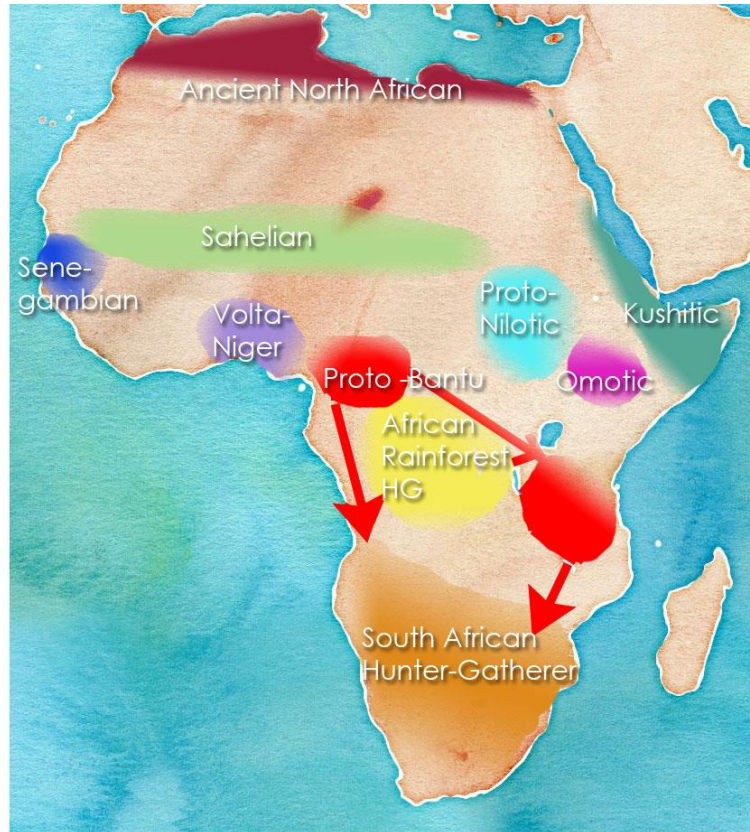 Ancient North African
Sahelian
Sene-
gambian
Volta-
Niger
Proto-
Nilotic
Kushitic
Omotic
Proto -Bantu
African
Rainforest
HG
South African
Hunter-Gatherer